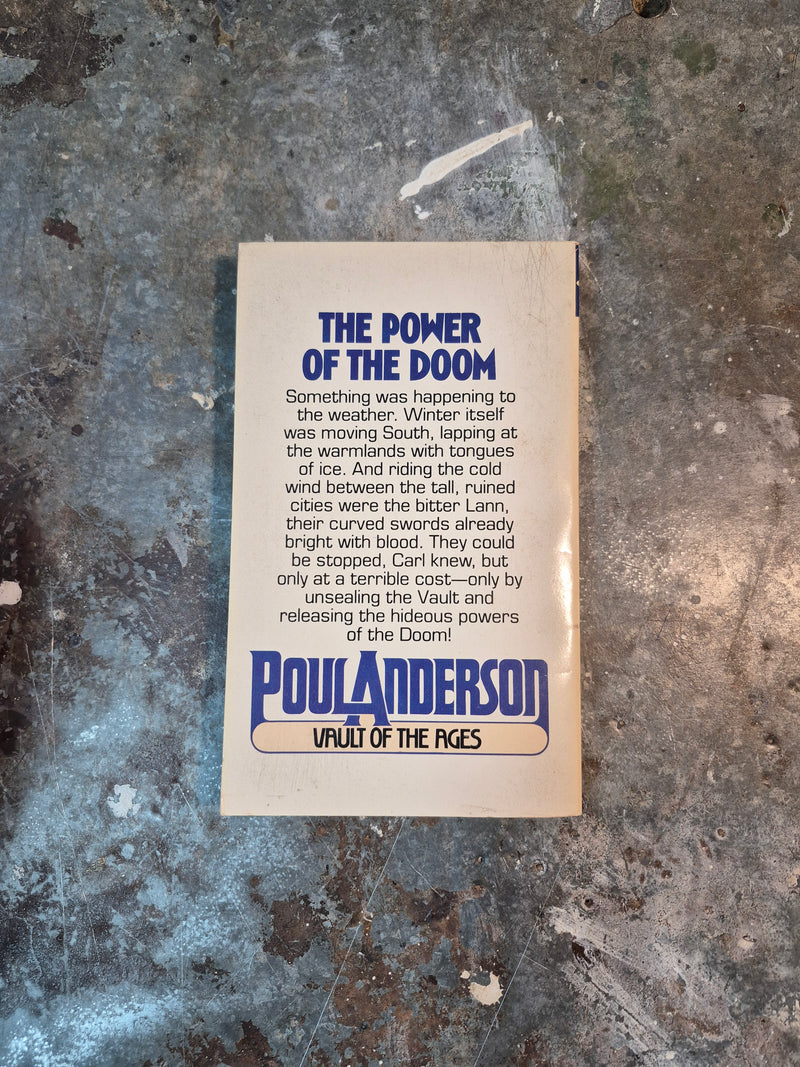 THE POWER
OF THE DOOM
Something was happening to
the weather. Winter itself
was moving South, lapping at
the warmlands with tongues
of ice. And riding the cold
wind between the tall, ruined
cities were the bitter Lann,
their curved swords already
bright with blood. They could
be stopped, Carl knew, but
only at a terrible cost—only by
unsealing the Vault and
releasing the hideous powers
of the Doom!
POUL ANDERSON
VAULT OF THE AGES